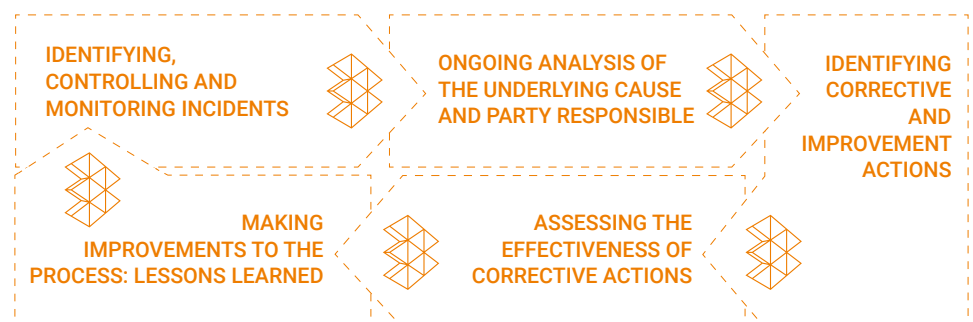 IDENTIFYING,
CONTROLLING AND
MONITORING INCIDENTS
ONGOING ANALYSIS OF
THE UNDERLYING CAUSE
AND PARTY RESPONSIBLE
IDENTIFYING
CORRECTIVE
AND
IMPROVEMENT
ACTIONS
ASSESSING THE
EFFECTIVENESS OF
CORRECTIVE ACTIONS
MAKING
IMPROVEMENTS TO THE
PROCESS: LESSONS LEARNED